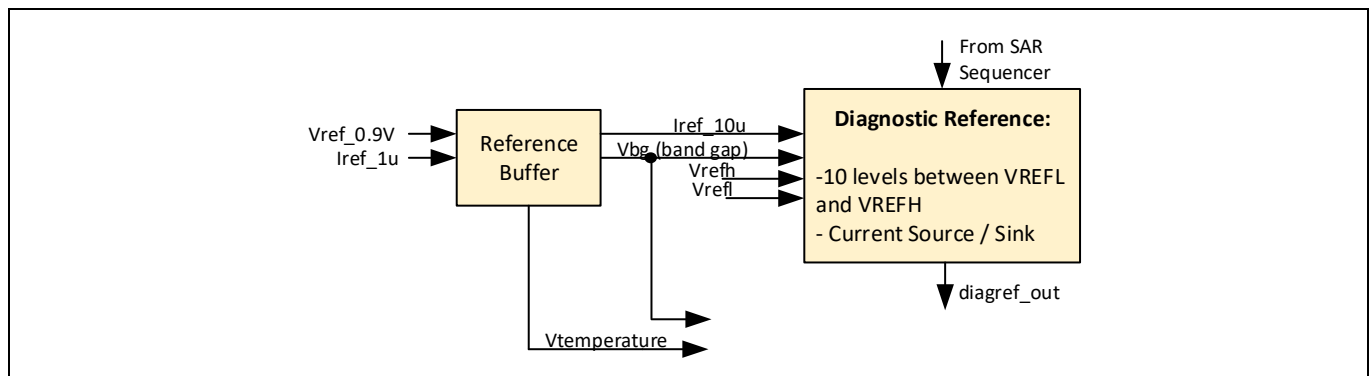 From SAR
Sequencer
Vref_0.9V
Iref_1u
Reference
Buffer
Iref_10u
Vbg (band gap)
Vrefh
Vrefl
Diagnostic Reference:
-10 levels between VREFL
and VREFH
- Current Source / Sink
diagref_out
Vtemperature